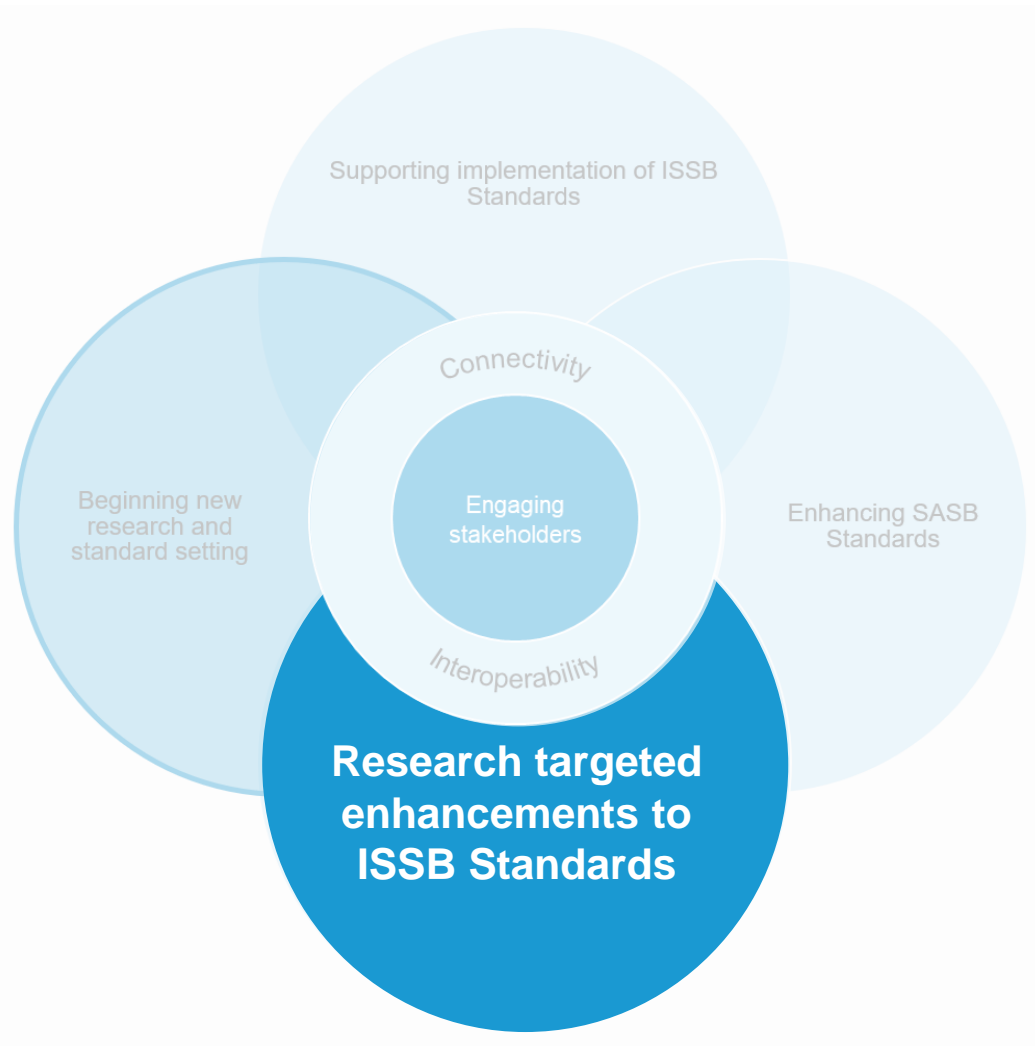 Supporting implementation of ISSB
Standards
Connectivity
Beginning new
research and
standard setting
Engaging
stakeholders
Enhancing SASB
Standards
Interoperability
Research targeted
enhancements to
ISSB Standards